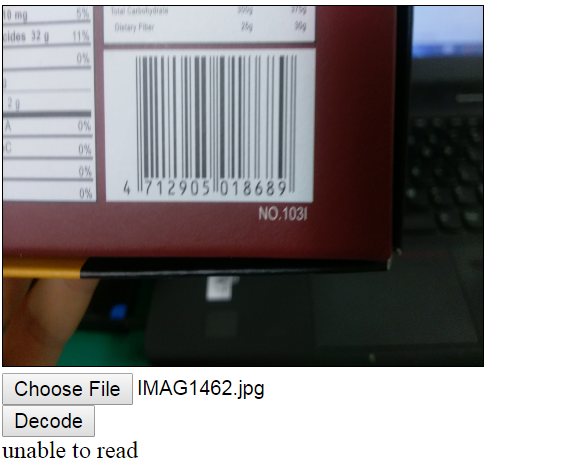 Total Carbohydrate 300g 375g
Dietary Fiber 25g 30g
10 mg 5%
cides 32 g 11%
0%
2 g
A 0%
C 0%
0%
0%
4 712905 018689
NO.103I
Choose File IMAG1462.jpg
Decode
unable to read